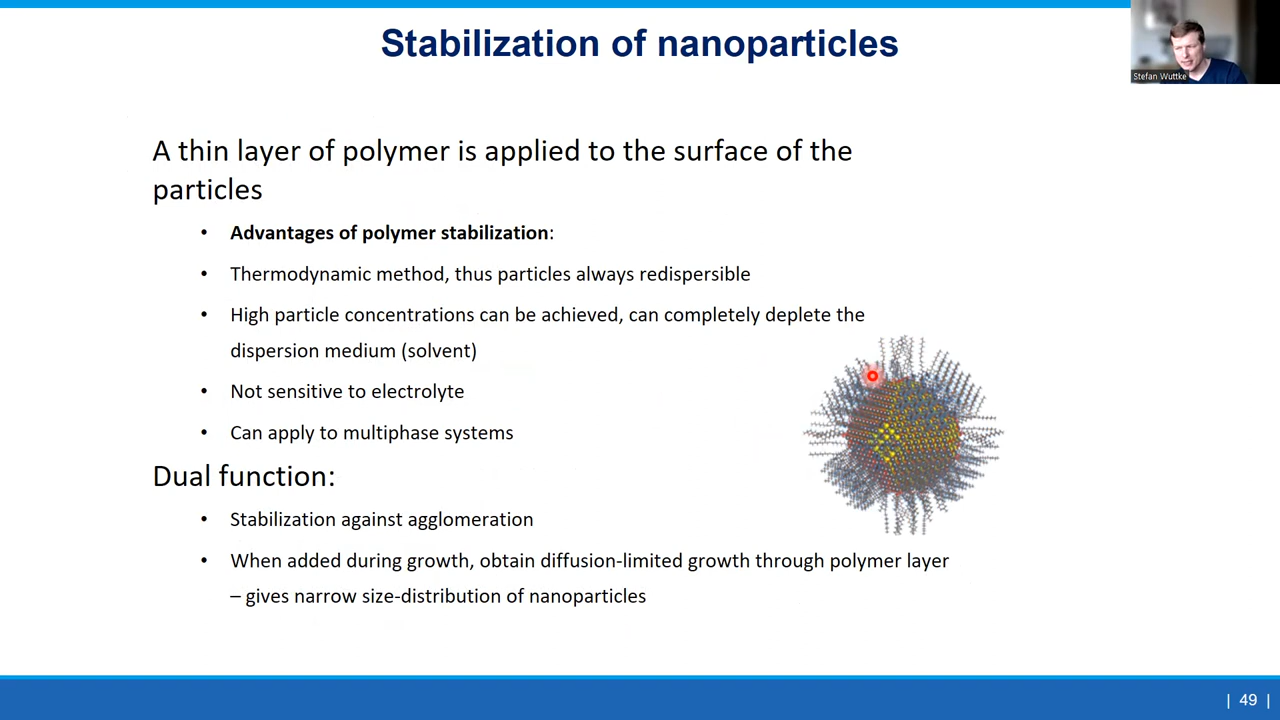 Stabilization of nanoparticles
Stefan Wuttke
A thin layer of polymer is applied to the surface of the
particles
• Advantages of polymer stabilization:
• Thermodynamic method, thus particles always redispersible
• High particle concentrations can be achieved, can completely deplete the
dispersion medium (solvent)
• Not sensitive to electrolyte
• Can apply to multiphase systems
Dual function:
• Stabilization against agglomeration
• When added during growth, obtain diffusion-limited growth through polymer layer
– gives narrow size-distribution of nanoparticles
| 49 |